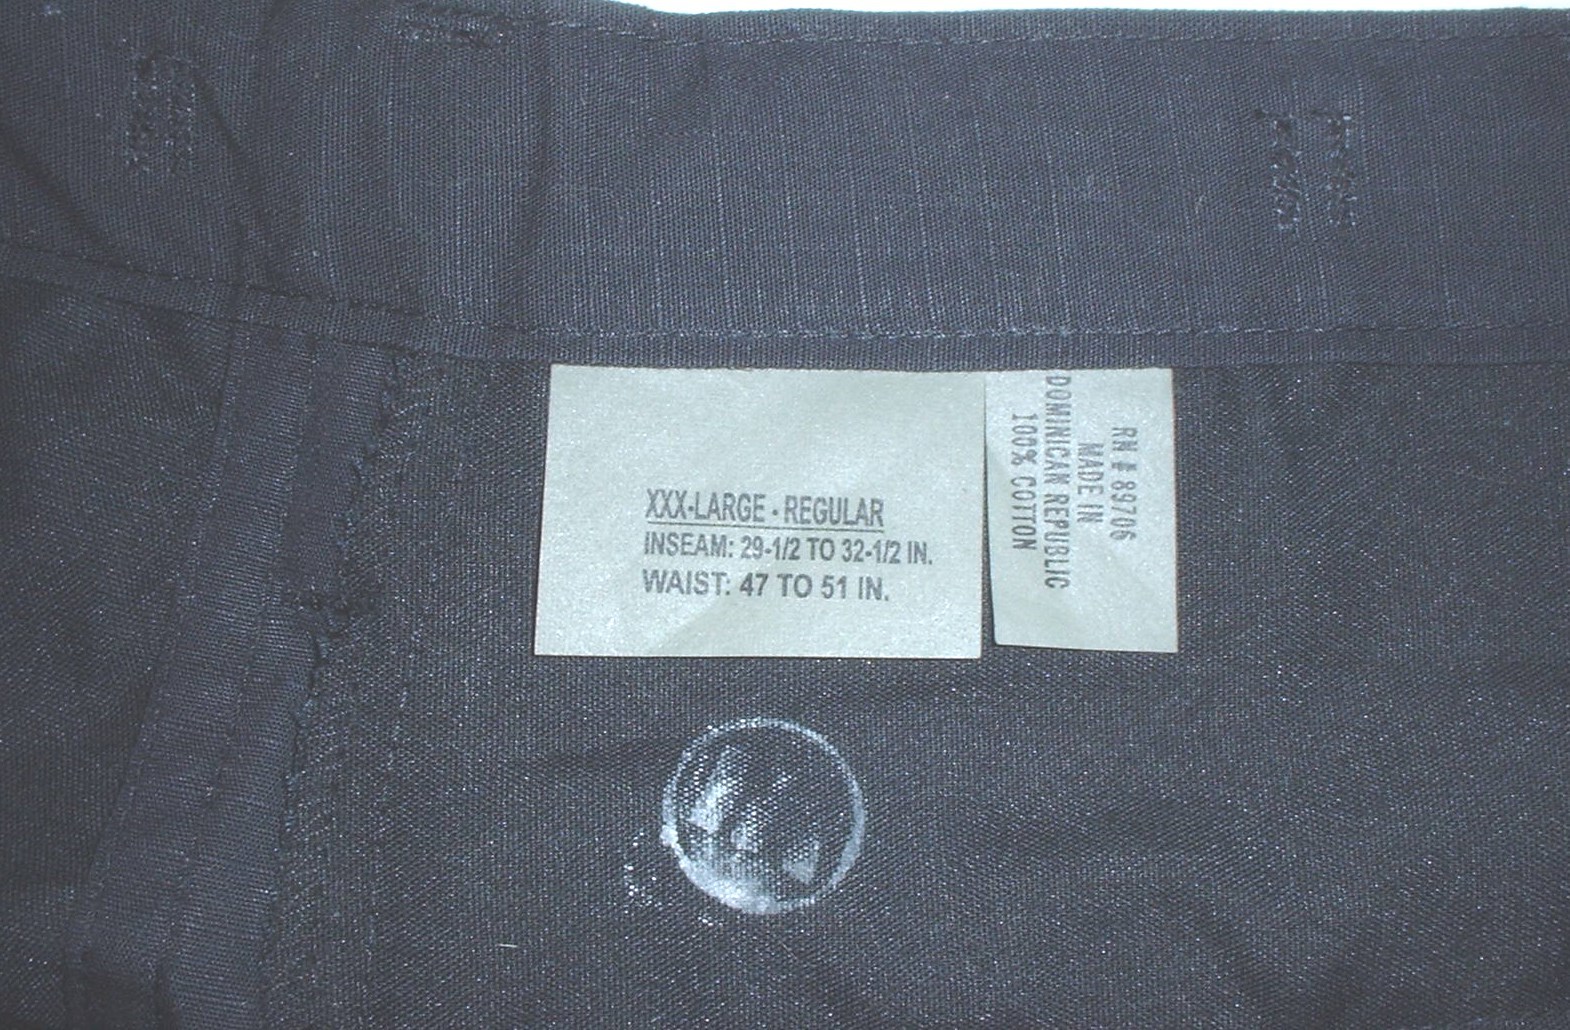 XXX-LARGE - REGULAR
INSEAM: 29-1/2 TO 32-1/2 IN.
WAIST: 47 TO 51 IN.
RN # 89706
MADE IN
DOMINICAN REPUBLIC
100% COTTON